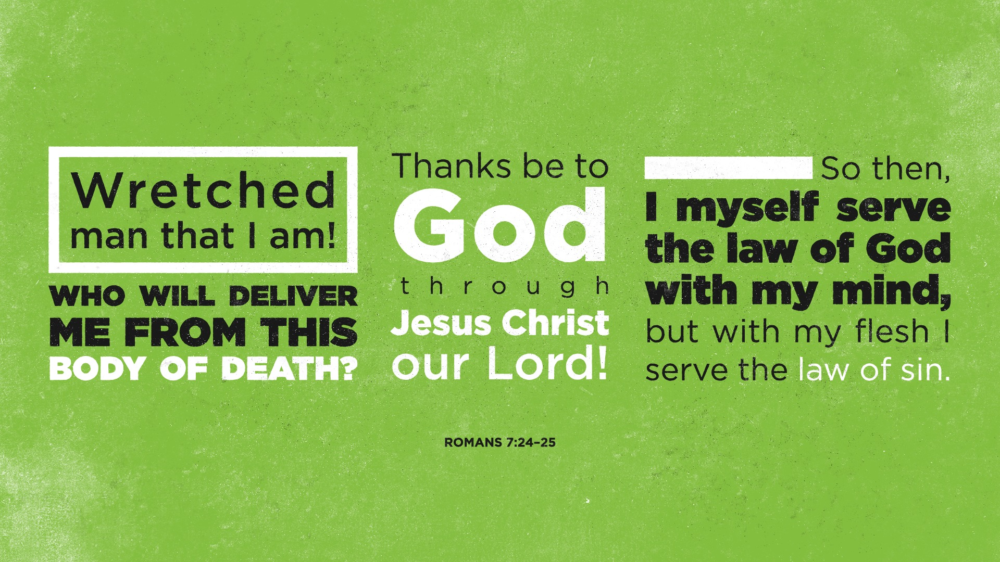 Wretched
man that I am!
WHO WILL DELIVER
ME FROM THIS
BODY OF DEATH?
Thanks be to
God
through
Jesus Christ
our Lord!
So then,
I myself serve
the law of God
with my mind,
but with my flesh I
serve the law of sin.
ROMANS 7:24–25